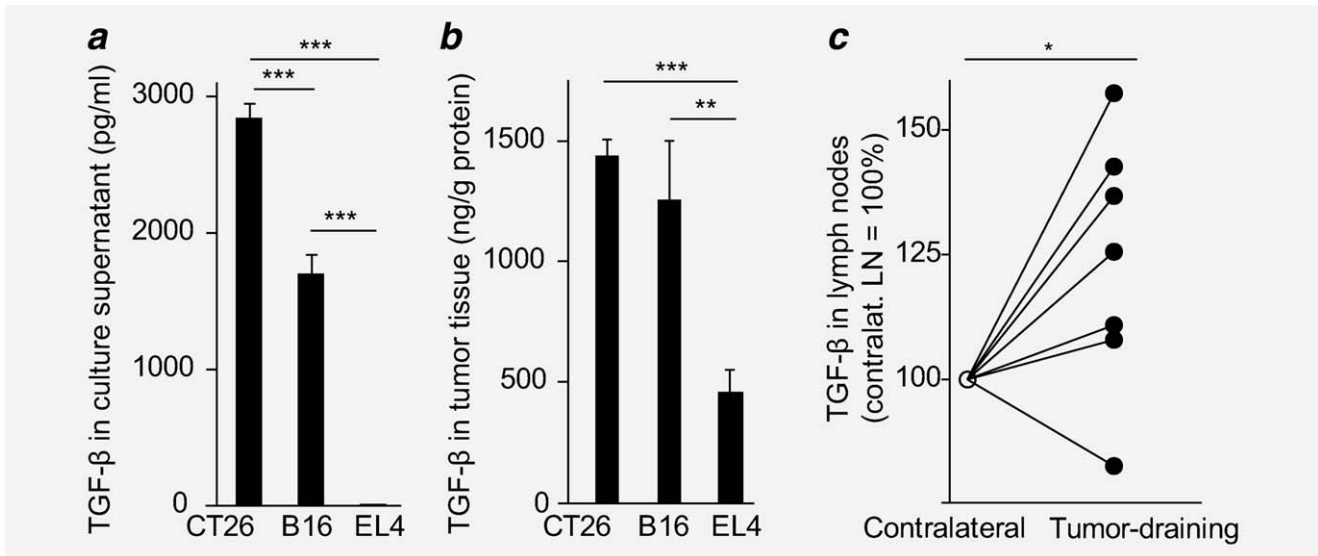 a
TGF-β in culture supernatant (pg/ml)
3000
2000
1000
0
***
***
***
CT26 B16 EL4
b
TGF-β in tumor tissue (ng/g protein)
1500
1000
500
0
***
**
CT26 B16 EL4
c
TGF-β in lymph nodes
(contralat. LN = 100%)
150
125
100
*
Contralateral Tumor-draining